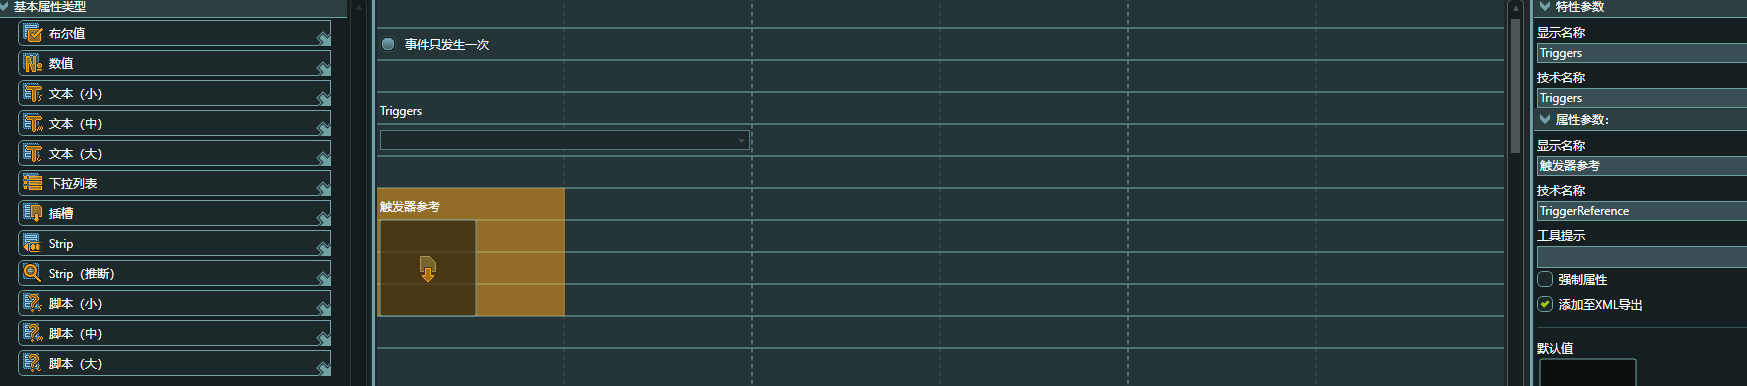 基本属性类型
布尔值
数值
文本（小）
文本（中）
文本（大）
下拉列表
插槽
Strip
Strip（推断）
脚本（小）
脚本（中）
脚本（大）
事件只发生一次
Triggers
触发器参考
特性参数
显示名称
Triggers
技术名称
Triggers
属性参数：
显示名称
触发器参考
技术名称
TriggerReference
工具提示
强制属性
添加至XML导出
默认值